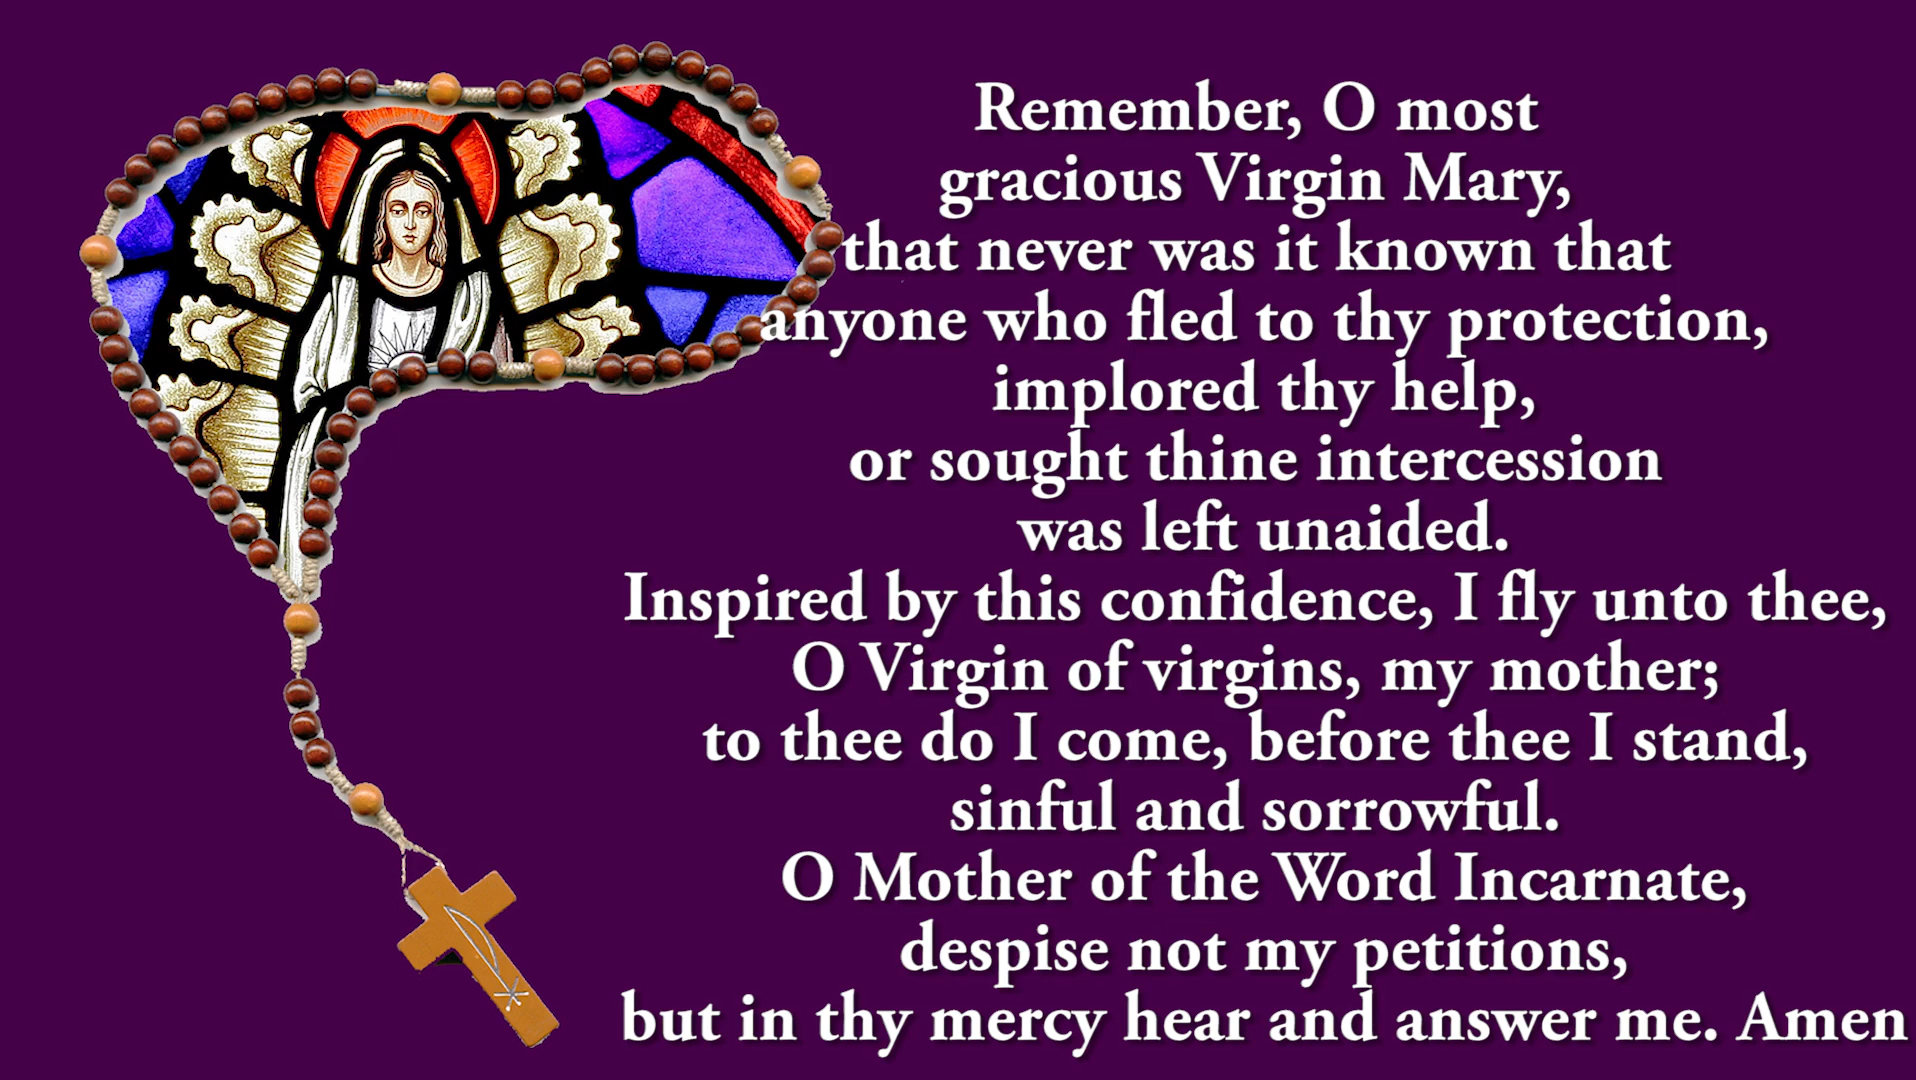 Remember, O most
gracious Virgin Mary,
that never was it known that
anyone who fled to thy protection,
implored thy help,
or sought thine intercession
was left unaided.
Inspired by this confidence, I fly unto thee,
O Virgin of virgins, my mother;
to thee do I come, before thee I stand,
sinful and sorrowful.
O Mother of the Word Incarnate,
despise not my petitions,
but in thy mercy hear and answer me. Amen